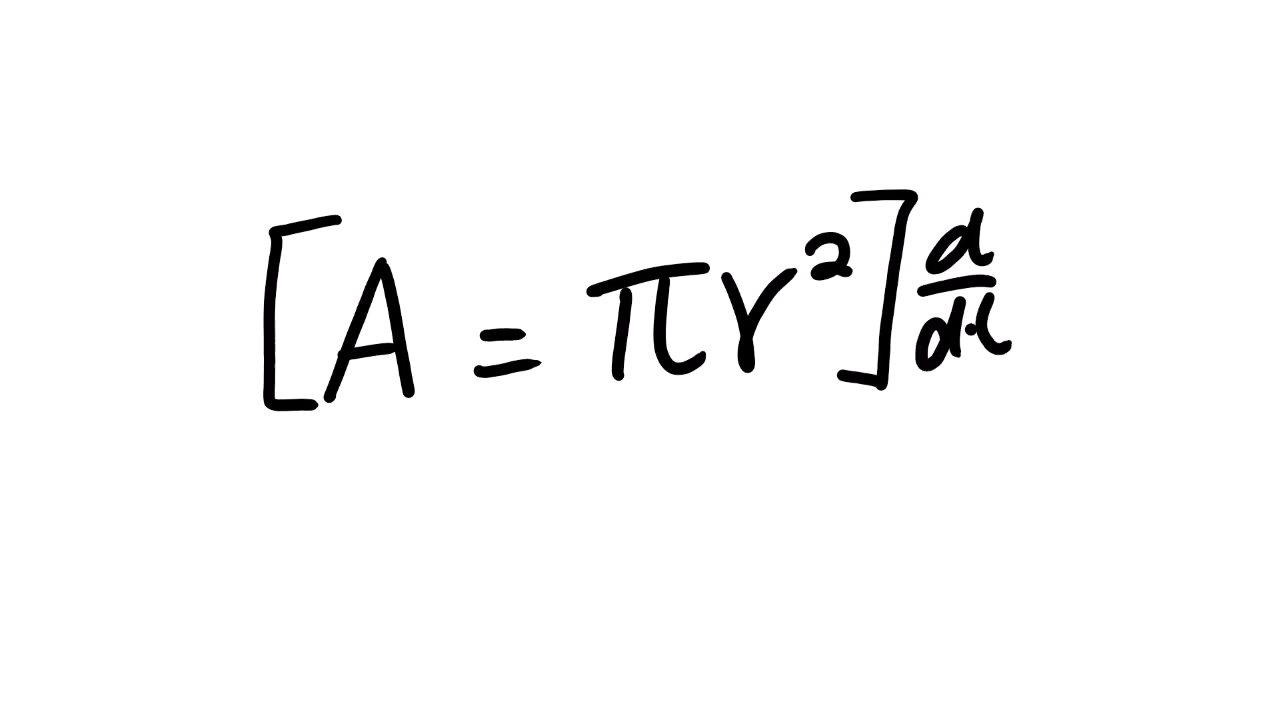 [A = πr²] d/dt